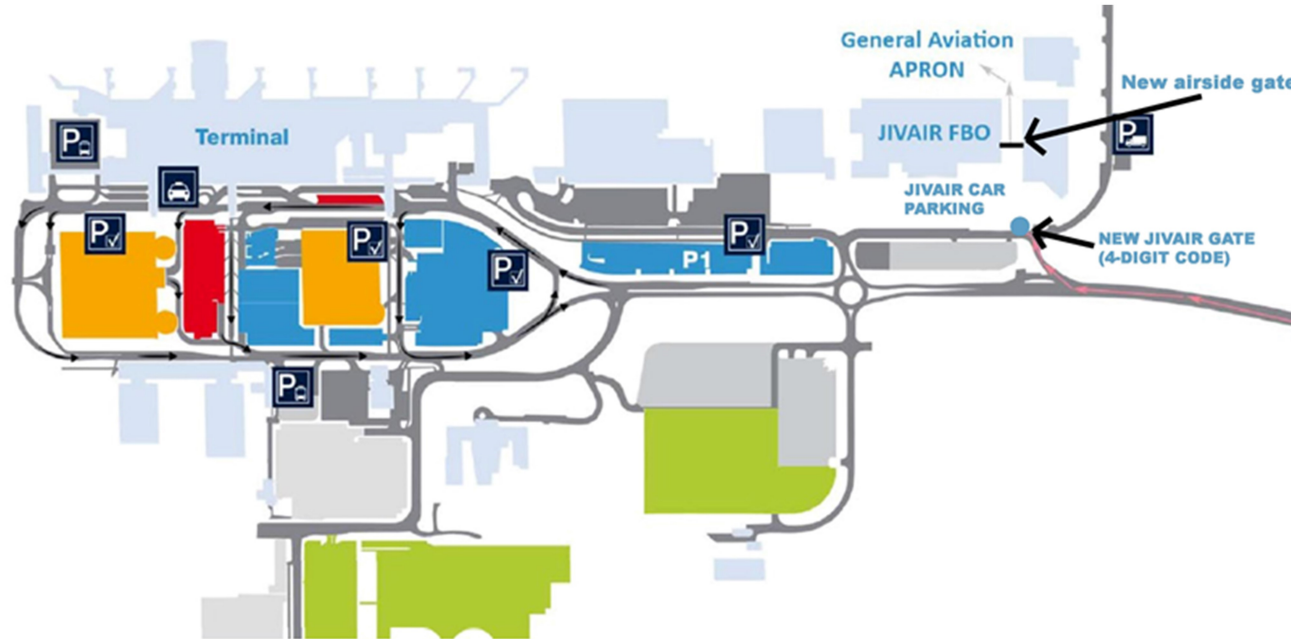 General Aviation
APRON
New airside gate
Terminal
JIVAIR FBO
P
P
JIVAIR CAR
PARKING
P
P
P
P
NEW JIVAIR GATE
(4-DIGIT CODE)
P1
P